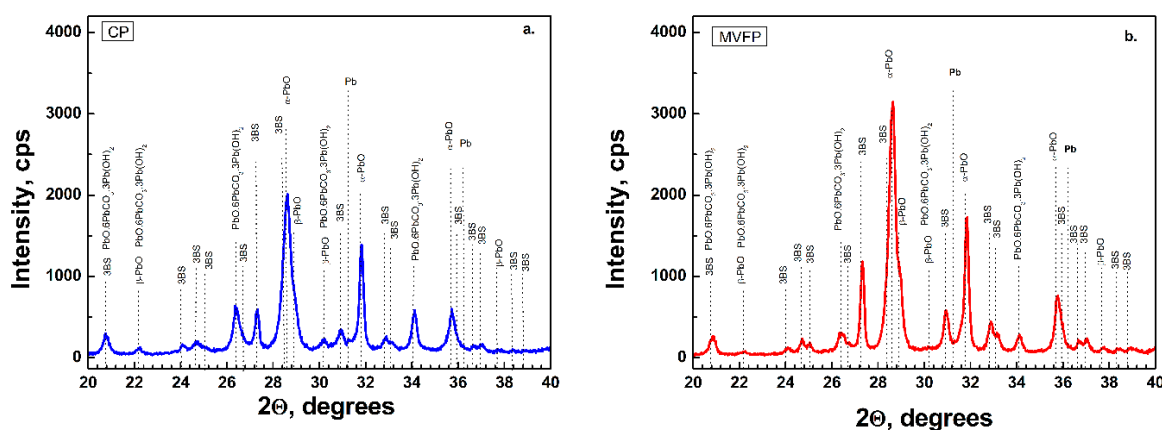 CP
a.
Intensity, cps
4000
3000
2000
1000
0
3BS PbO.6PbCO3.3Pb(OH)2
β-PbO PbO.6PbCO3.3Pb(OH)2
3BS
3BS
3BS
PbO.6PbCO3.3Pb(OH)2
3BS
3BS
3BS
α-PbO
β-PbO
β-PbO PbO.6PbCO3.3Pb(OH)2
3BS
Pb
α-PbO
3BS
3BS
PbO.6PbCO3.3Pb(OH)2
α-PbO
3BS
Pb
3BS
3BS
β-PbO
3BS
3BS
20 22 24 26 28 30 32 34 36 38 40
2Θ, degrees
MVFP
b.
Intensity, cps
4000
3000
2000
1000
0
3BS PbO.6PbCO3.3Pb(OH)2
β-PbO PbO.6PbCO3.3Pb(OH)2
3BS
3BS
3BS
PbO.6PbCO3.3Pb(OH)2
3BS
3BS
3BS
α-PbO
β-PbO
β-PbO PbO.6PbCO3.3Pb(OH)2
3BS
Pb
α-PbO
3BS
3BS
PbO.6PbCO3.3Pb(OH)2
α-PbO
3BS
Pb
3BS
3BS
β-PbO
3BS
3BS
20 22 24 26 28 30 32 34 36 38 40
2Θ, degrees